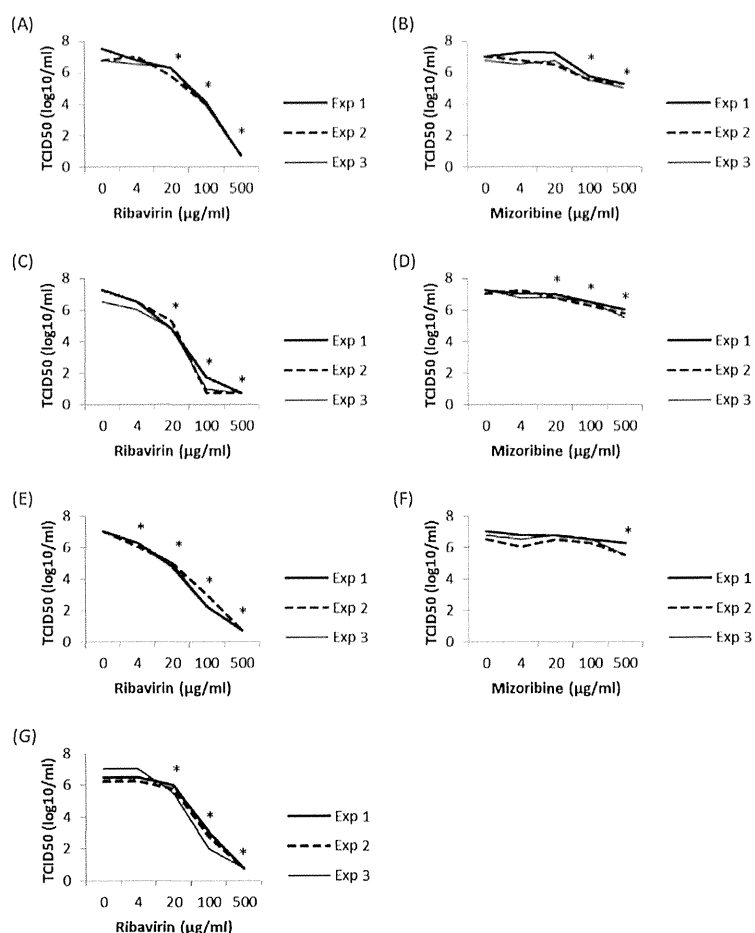 (A)
TCID50 (log10/ml)
8
6
4
2
0
0 4 20 100 500
Ribavirin (µg/ml)
* * *
Exp 1
Exp 2
Exp 3
(B)
TCID50 (log10/ml)
8
6
4
2
0
0 4 20 100 500
Mizoribine (µg/ml)
* *
Exp 1
Exp 2
Exp 3
(C)
TCID50 (log10/ml)
8
6
4
2
0
0 4 20 100 500
Ribavirin (µg/ml)
* * *
Exp 1
Exp 2
Exp 3
(D)
TCID50 (log10/ml)
8
6
4
2
0
0 4 20 100 500
Mizoribine (µg/ml)
* * *
Exp 1
Exp 2
Exp 3
(E)
TCID50 (log10/ml)
8
6
4
2
0
0 4 20 100 500
Ribavirin (µg/ml)
* * * *
Exp 1
Exp 2
Exp 3
(F)
TCID50 (log10/ml)
8
6
4
2
0
0 4 20 100 500
Mizoribine (µg/ml)
*
Exp 1
Exp 2
Exp 3
(G)
TCID50 (log10/ml)
8
6
4
2
0
0 4 20 100 500
Ribavirin (µg/ml)
* * *
Exp 1
Exp 2
Exp 3